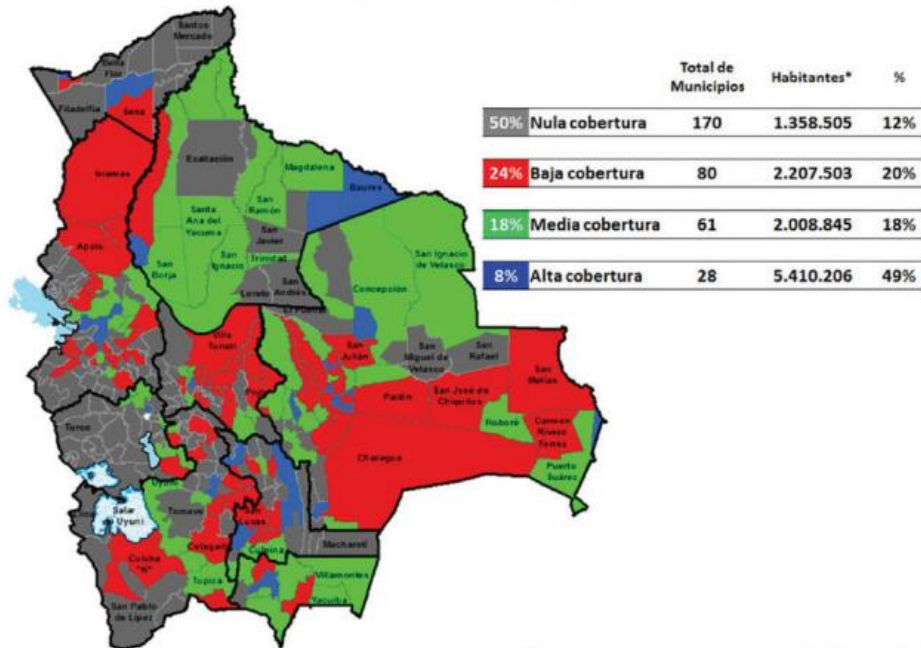 Total de Municipios Habitantes* %
50% Nula cobertura 170 1.358.505 12%
24% Baja cobertura 80 2.207.503 20%
18% Media cobertura 61 2.008.845 18%
8% Alta cobertura 28 5.410.206 49%
Santos Mercado
Bella Flor
Filadelfia
Sena
Ixiamas
Exaltación
Magdalena
Baures
San Ramón
Santa Ana del Yacuma
San Javier
Apolo
San Borja
San Ignacio
Trinidad
San Ignacio de Velasco
Loreto
San Andrés
Concepción
El Puente
Villa Tunari
San Julián
San Miguel de Velasco
San Rafael
San Matías
Pailón
San José de Chiquitos
Roboré
Carmen Rivero Torres
Turco
Charagua
Puerto Suárez
Uyuni
Salar de Uyuni
Tomave
San Lucas
Machareti
Colcha "K"
Cotagaita
Culpina
Tupiza
Villamontes
Yacuiba
San Pablo de Lípez